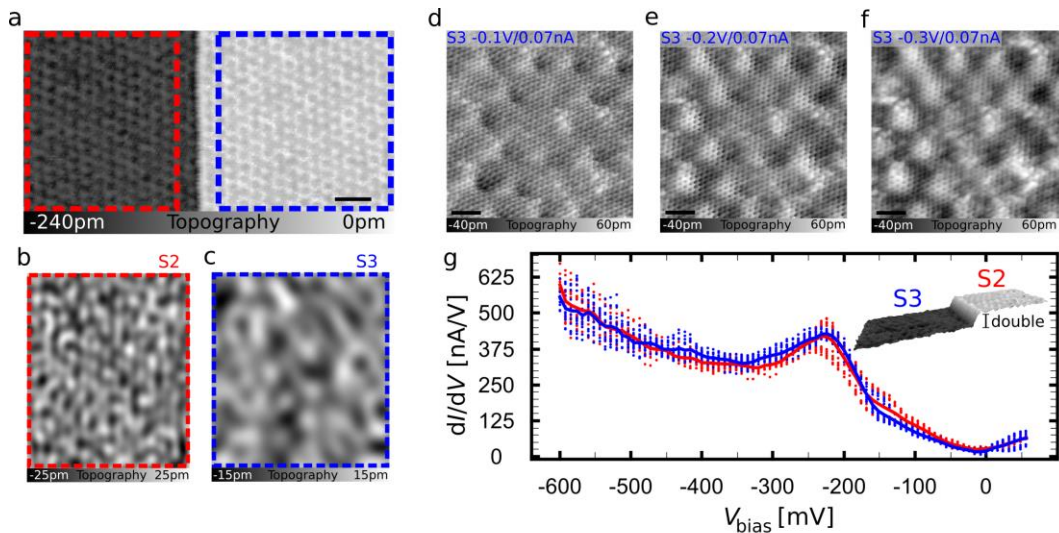 a
-240pm Topography 0pm
b S2
-25pm Topography 25pm
c S3
-15pm Topography 15pm
d
S3 -0.1V/0.07nA
-40pm Topography 60pm
e
S3 -0.2V/0.07nA
-40pm Topography 60pm
f
S3 -0.3V/0.07nA
-40pm Topography 60pm
g
dI/dV [nA/V]
625
500
375
250
125
0
S3 S2
double
-600 -500 -400 -300 -200 -100 0
Vbias [mV]